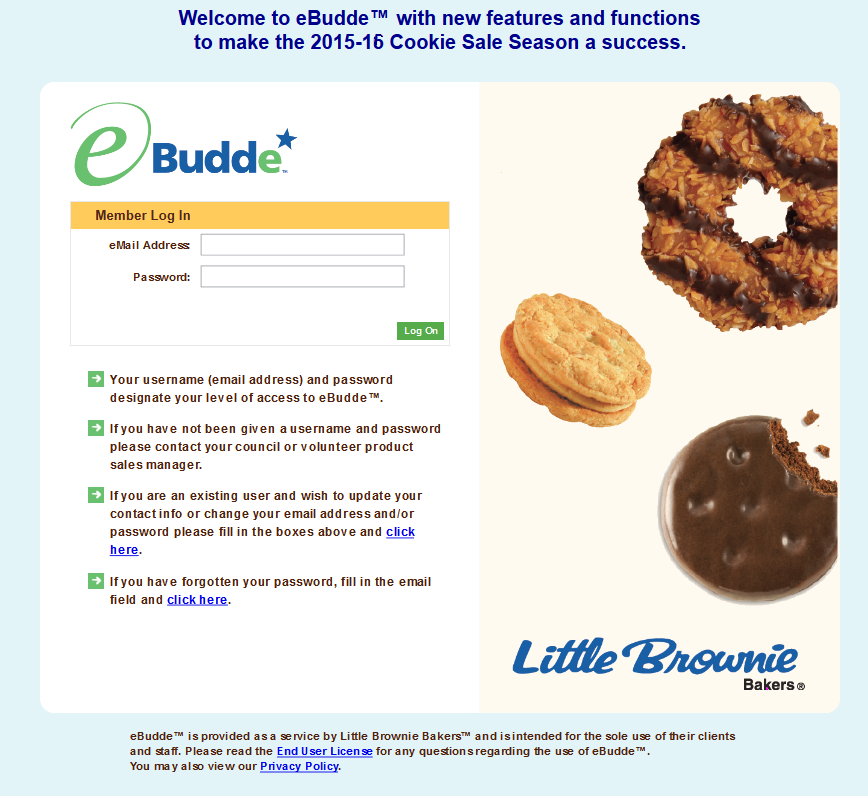 Welcome to eBudde™ with new features and functions
to make the 2015-16 Cookie Sale Season a success.
eBudde™
Member Log In
eMail Address:
Password:
Log On
Your username (email address) and password
designate your level of access to eBudde™.
If you have not been given a username and password
please contact your council or volunteer product
sales manager.
If you are an existing user and wish to update your
contact info or change your email address and/or
password please fill in the boxes above and click
here.
If you have forgotten your password, fill in the email
field and click here.
Little Brownie
Bakers®
eBudde™ is provided as a service by Little Brownie Bakers™ and is intended for the sole use of their clients
and staff. Please read the End User License for any questions regarding the use of eBudde™.
You may also view our Privacy Policy.